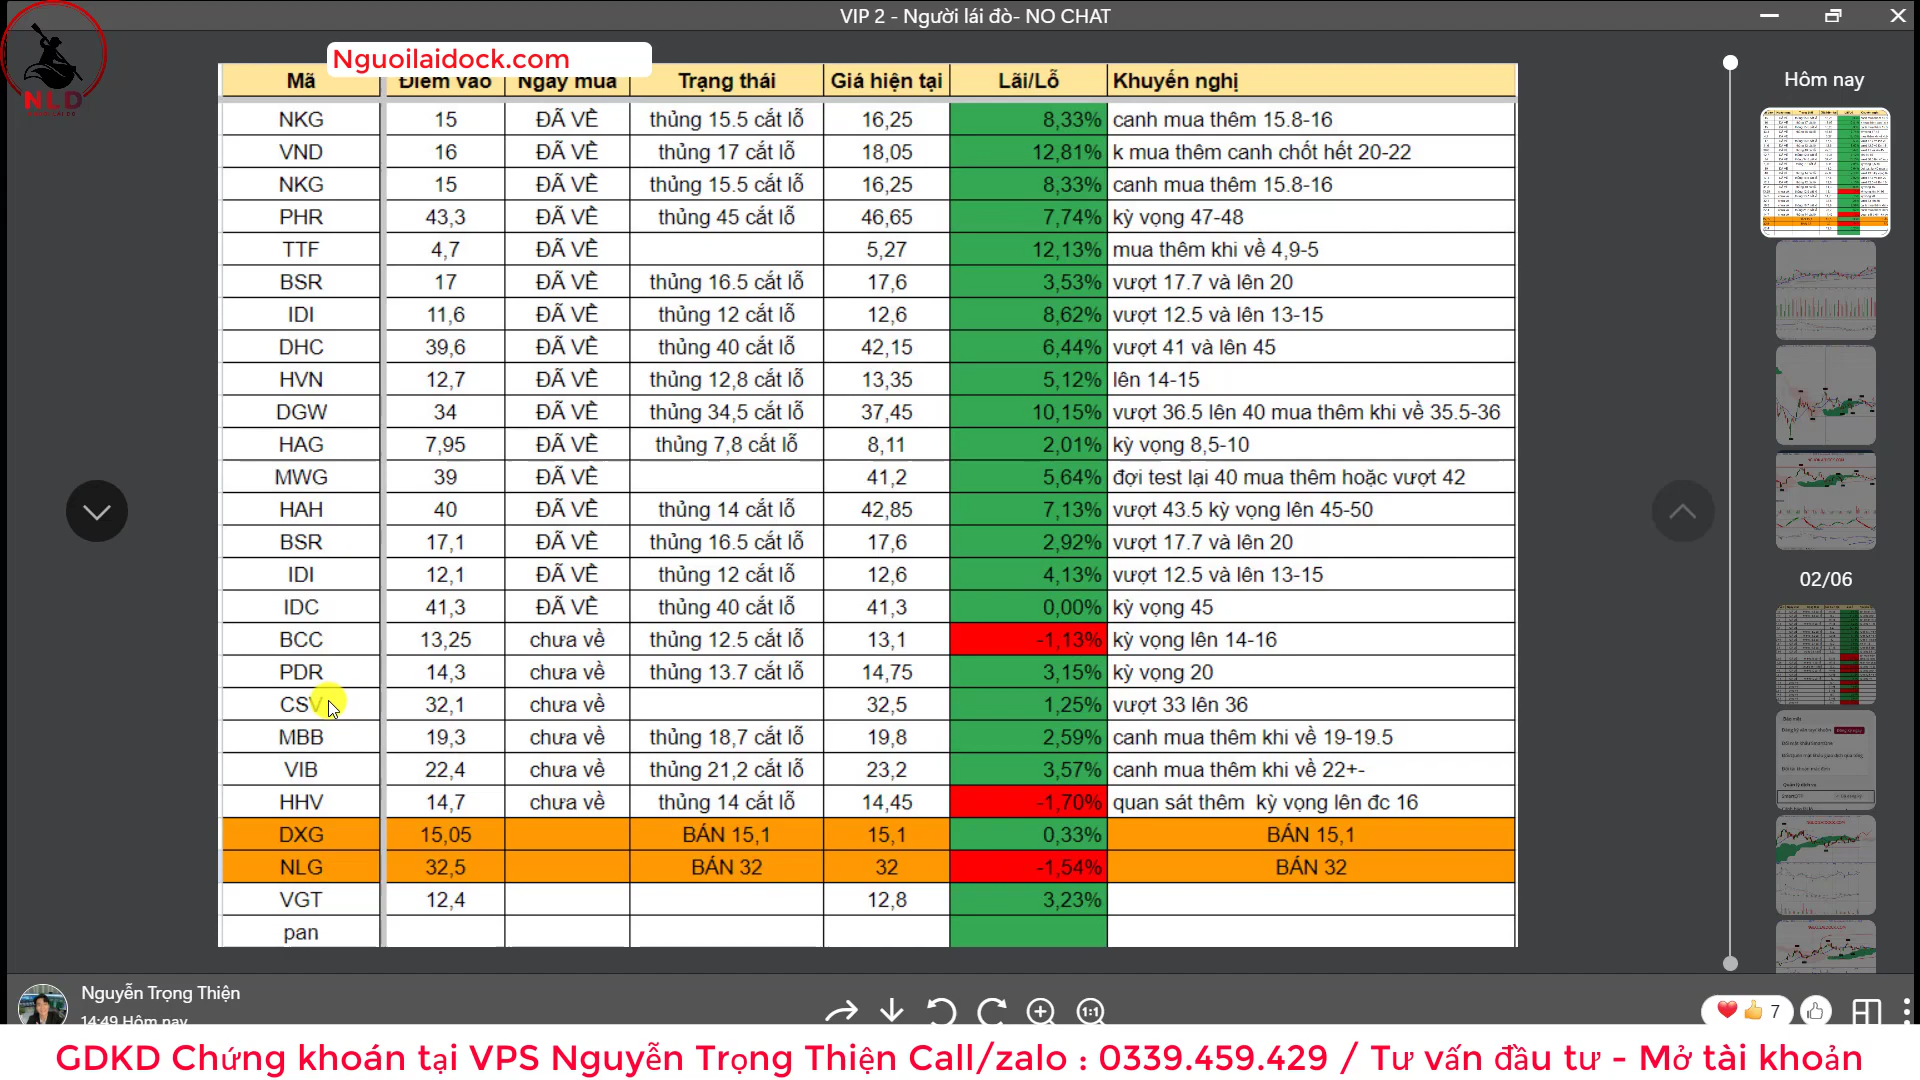 VIP 2 - Người lái đò- NO CHAT
Nguoilaidock.com
NLD
Mã Điểm vào Ngày mua Trạng thái Giá hiện tại Lãi/Lỗ Khuyến nghị
NKG 15 ĐÃ VỀ thủng 15.5 cắt lỗ 16,25 8,33% canh mua thêm 15.8-16
VND 16 ĐÃ VỀ thủng 17 cắt lỗ 18,05 12,81% k mua thêm canh chốt hết 20-22
NKG 15 ĐÃ VỀ thủng 15.5 cắt lỗ 16,25 8,33% canh mua thêm 15.8-16
PHR 43,3 ĐÃ VỀ thủng 45 cắt lỗ 46,65 7,74% kỳ vọng 47-48
TTF 4,7 ĐÃ VỀ 5,27 12,13% mua thêm khi về 4,9-5
BSR 17 ĐÃ VỀ thủng 16.5 cắt lỗ 17,6 3,53% vượt 17.7 và lên 20
IDI 11,6 ĐÃ VỀ thủng 12 cắt lỗ 12,6 8,62% vượt 12.5 và lên 13-15
DHC 39,6 ĐÃ VỀ thủng 40 cắt lỗ 42,15 6,44% vượt 41 và lên 45
HVN 12,7 ĐÃ VỀ thủng 12,8 cắt lỗ 13,35 5,12% lên 14-15
DGW 34 ĐÃ VỀ thủng 34,5 cắt lỗ 37,45 10,15% vượt 36.5 lên 40 mua thêm khi về 35.5-36
HAG 7,95 ĐÃ VỀ thủng 7,8 cắt lỗ 8,11 2,01% kỳ vọng 8,5-10
MWG 39 ĐÃ VỀ 41,2 5,64% đợi test lại 40 mua thêm hoặc vượt 42
HAH 40 ĐÃ VỀ thủng 14 cắt lỗ 42,85 7,13% vượt 43.5 kỳ vọng lên 45-50
BSR 17,1 ĐÃ VỀ thủng 16.5 cắt lỗ 17,6 2,92% vượt 17.7 và lên 20
IDI 12,1 ĐÃ VỀ thủng 12 cắt lỗ 12,6 4,13% vượt 12.5 và lên 13-15
IDC 41,3 ĐÃ VỀ thủng 40 cắt lỗ 41,3 0,00% kỳ vọng 45
BCC 13,25 chưa về thủng 12.5 cắt lỗ 13,1 -1,13% kỳ vọng lên 14-16
PDR 14,3 chưa về thủng 13.7 cắt lỗ 14,75 3,15% kỳ vọng 20
CSV 32,1 chưa về 32,5 1,25% vượt 33 lên 36
MBB 19,3 chưa về thủng 18,7 cắt lỗ 19,8 2,59% canh mua thêm khi về 19-19.5
VIB 22,4 chưa về thủng 21,2 cắt lỗ 23,2 3,57% canh mua thêm khi về 22+-
HHV 14,7 chưa về thủng 14 cắt lỗ 14,45 -1,70% quan sát thêm kỳ vọng lên đc 16
DXG 15,05 BÁN 15,1 15,1 0,33% BÁN 15,1
NLG 32,5 BÁN 32 32 -1,54% BÁN 32
VGT 12,4 12,8 3,23%
pan
Hôm nay
02/06
Nguyễn Trọng Thiện
14:49 Hôm nay
1:1
7
GDKD Chứng khoán tại VPS Nguyễn Trọng Thiện Call/zalo : 0339.459.429 / Tư vấn đầu tư - Mở tài khoản